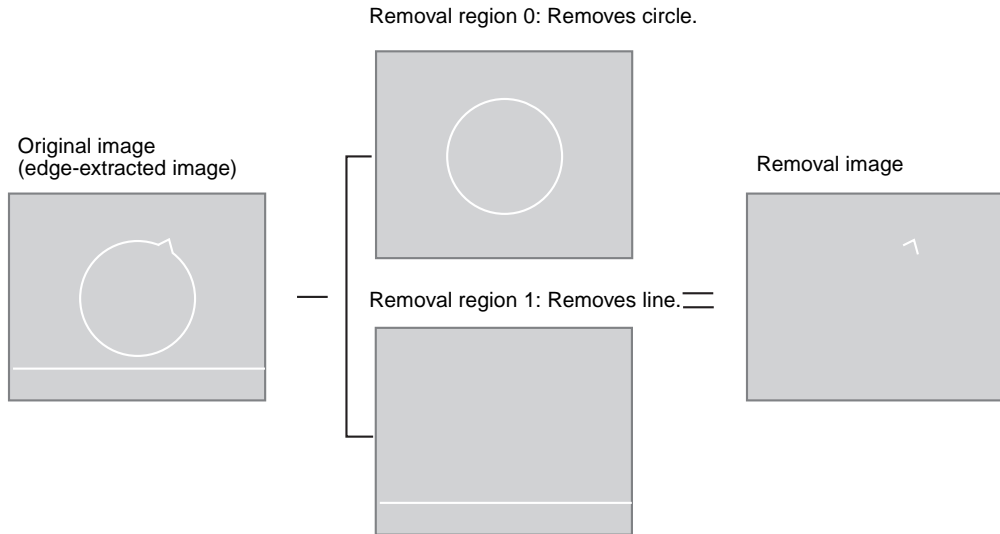 Removal region 0: Removes circle.
Original image
(edge-extracted image)
Removal image
Removal region 1: Removes line.